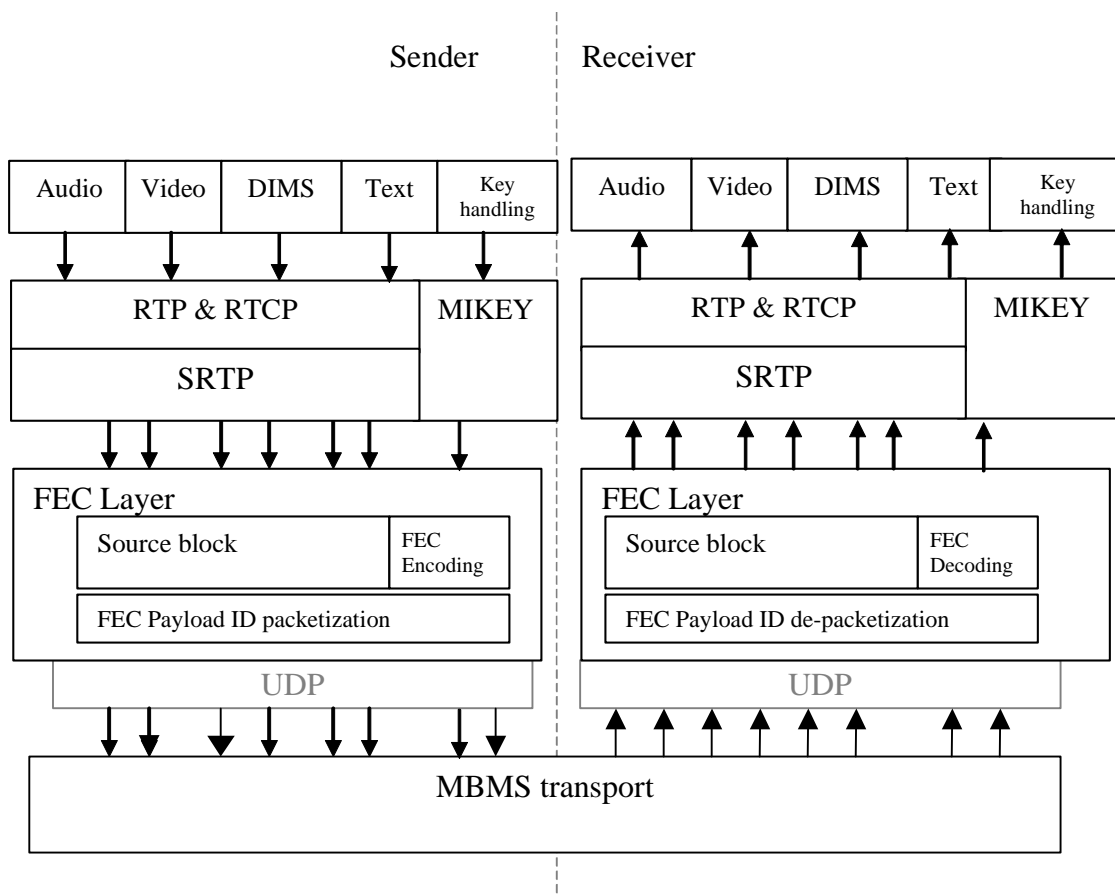 Sender
Receiver
Audio
Video
DIMS
Text
Key
handling
Audio
Video
DIMS
Text
Key
handling
RTP & RTCP
MIKEY
SRTP
RTP & RTCP
MIKEY
SRTP
FEC Layer
Source block
FEC
Encoding
FEC Payload ID packetization
FEC Layer
Source block
FEC
Decoding
FEC Payload ID de-packetization
UDP
UDP
MBMS transport